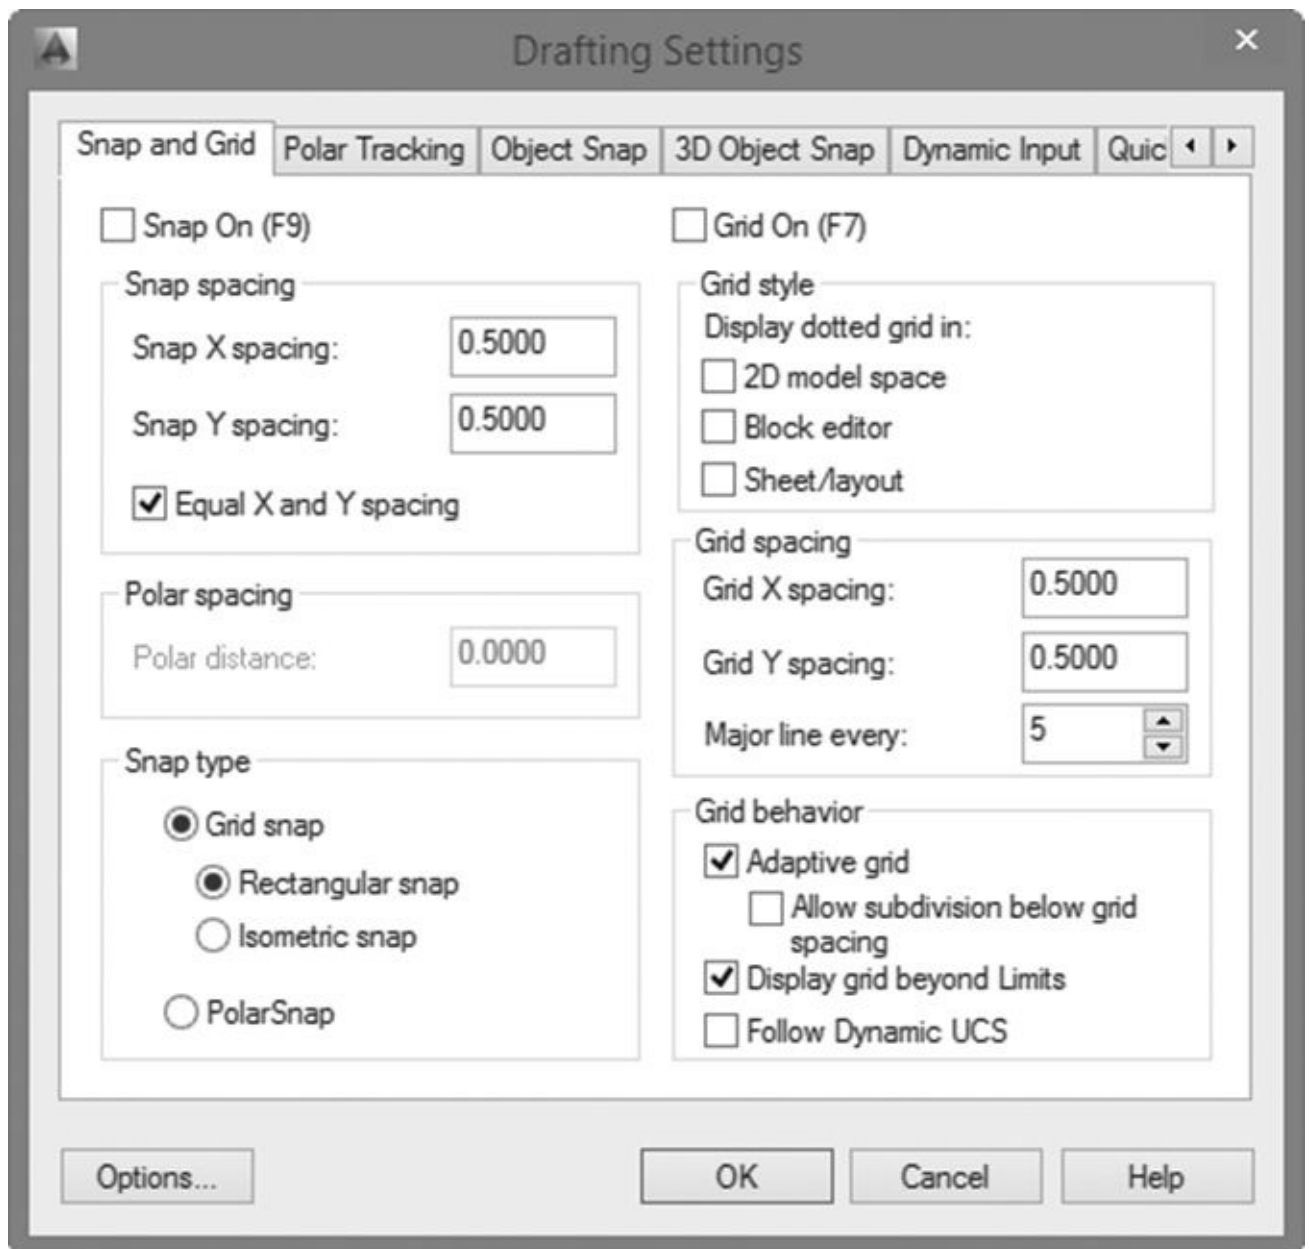 Drafting Settings
Snap and Grid
Polar Tracking
Object Snap
3D Object Snap
Dynamic Input
Quic
Snap On (F9)
Snap spacing
Snap X spacing:
0.5000
Snap Y spacing:
0.5000
Equal X and Y spacing
Polar spacing
Polar distance:
0.0000
Snap type
Grid snap
Rectangular snap
Isometric snap
PolarSnap
Grid On (F7)
Grid style
Display dotted grid in:
2D model space
Block editor
Sheet/layout
Grid spacing
Grid X spacing:
0.5000
Grid Y spacing:
0.5000
Major line every:
5
Grid behavior
Adaptive grid
Allow subdivision below grid
spacing
Display grid beyond Limits
Follow Dynamic UCS
Options...
OK
Cancel
Help